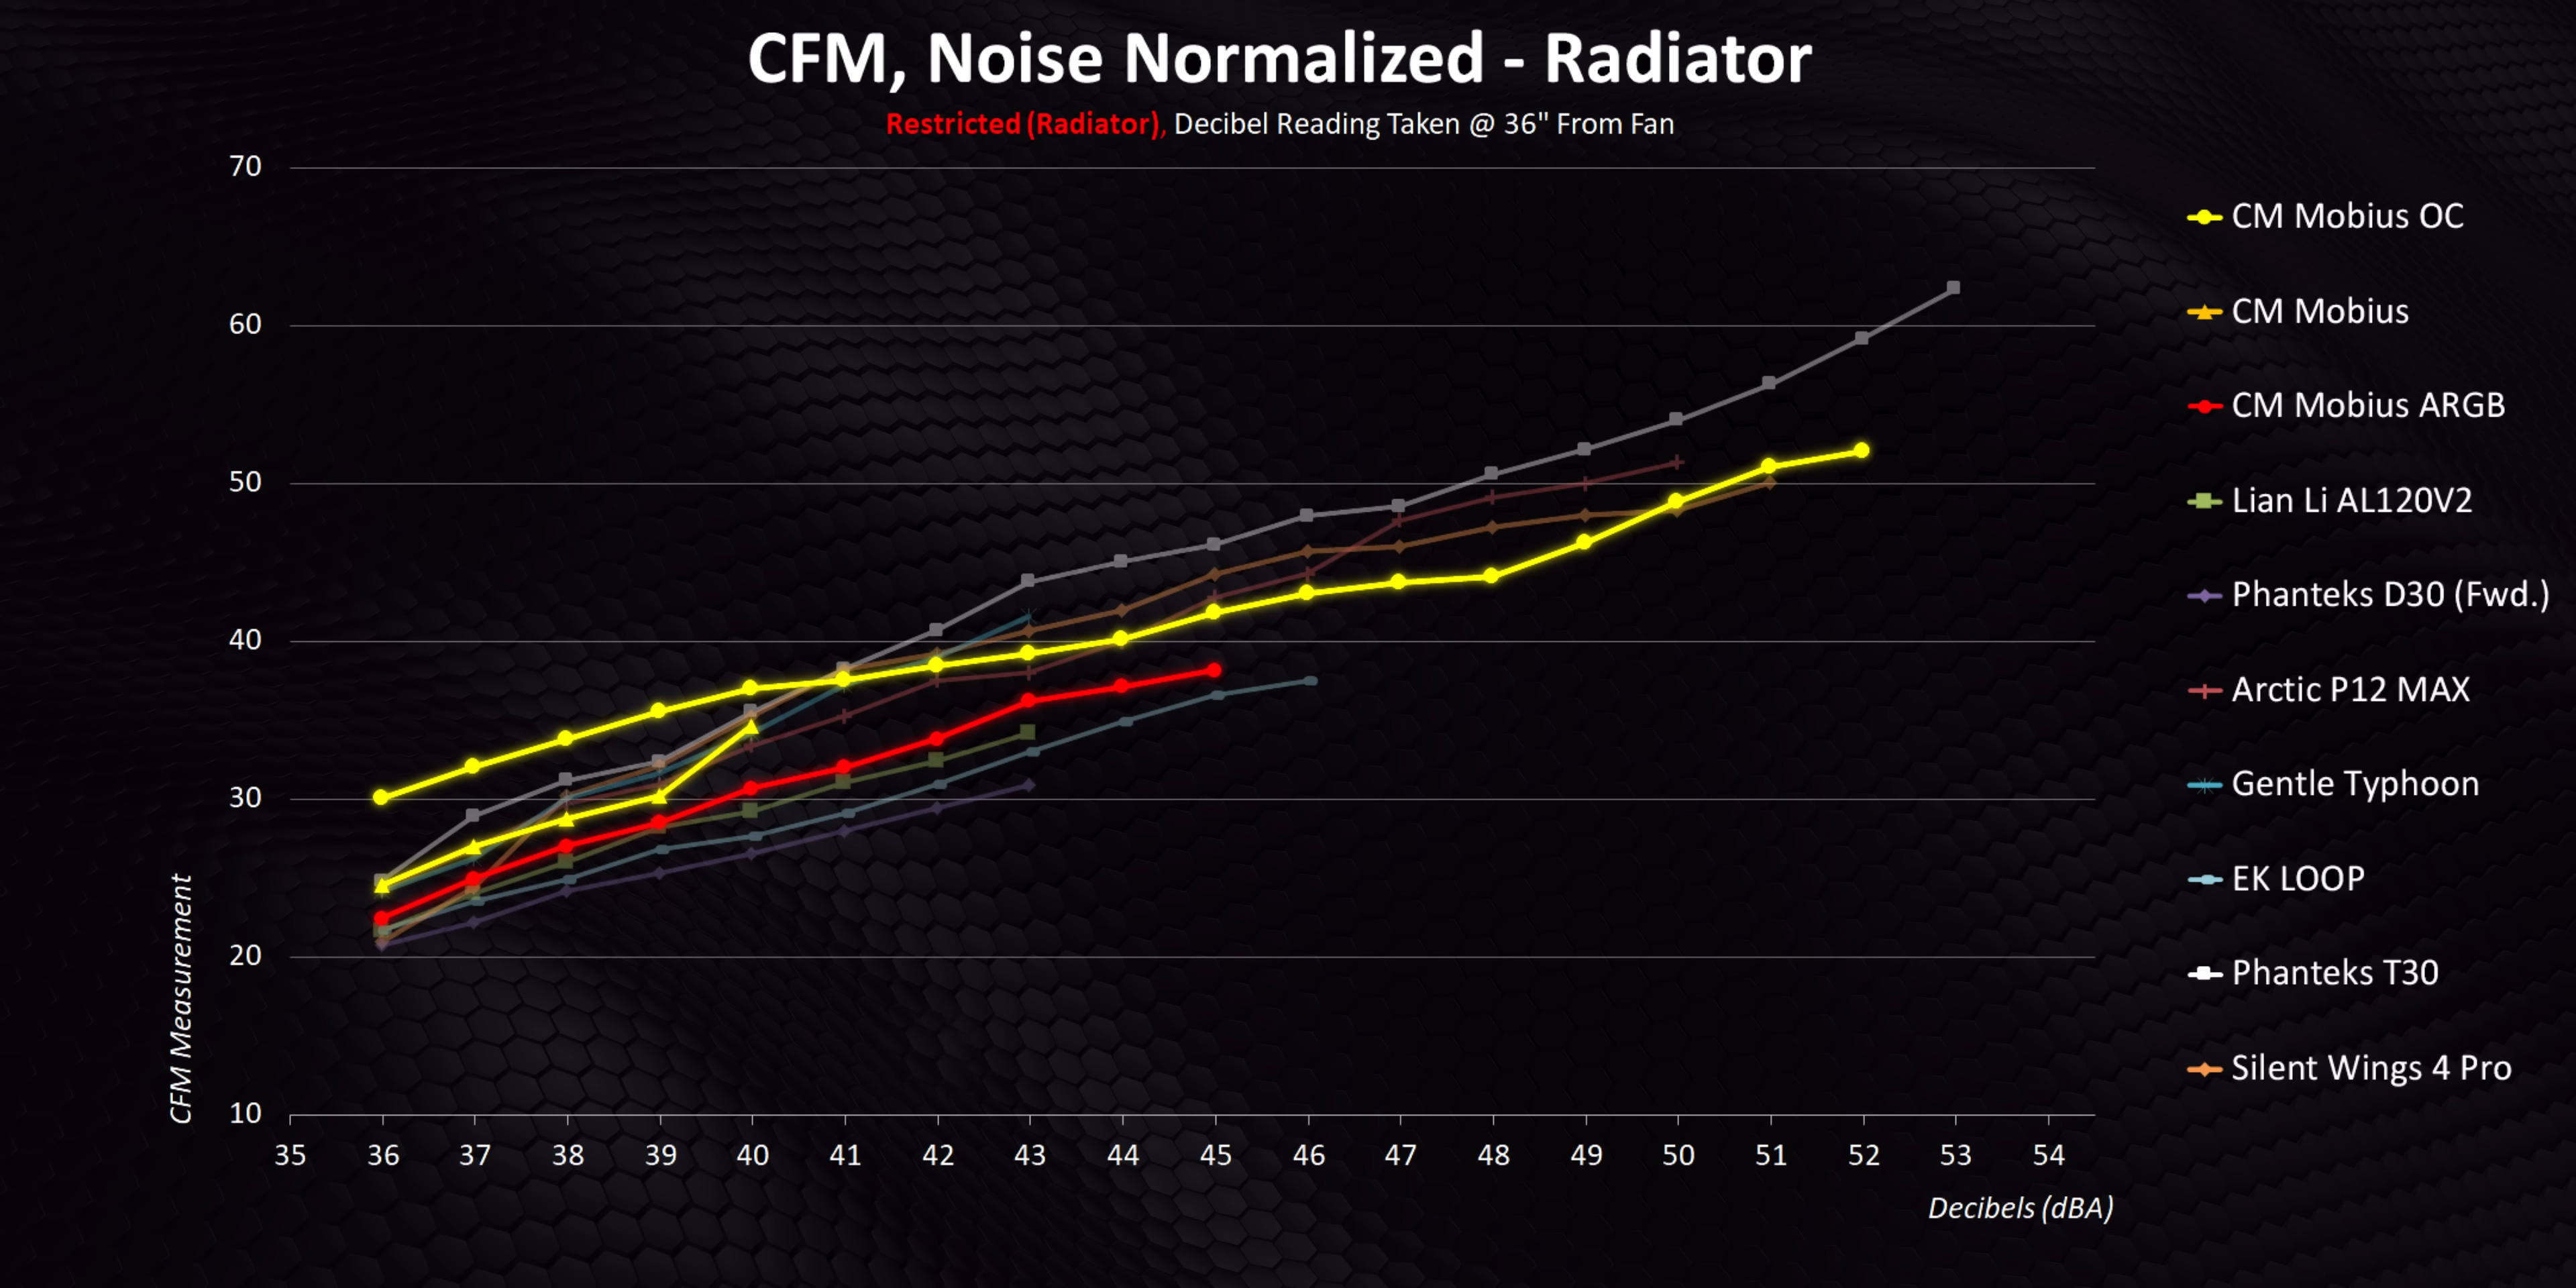 CFM, Noise Normalized - Radiator
Restricted (Radiator), Decibel Reading Taken @ 36" From Fan
70
60
50
40
30
20
10
CFM Measurement
35 36 37 38 39 40 41 42 43 44 45 46 47 48 49 50 51 52 53 54
Decibels (dBA)
CM Mobius OC
CM Mobius
CM Mobius ARGB
Lian Li AL120V2
Phanteks D30 (Fwd.)
Arctic P12 MAX
Gentle Typhoon
EK LOOP
Phanteks T30
Silent Wings 4 Pro